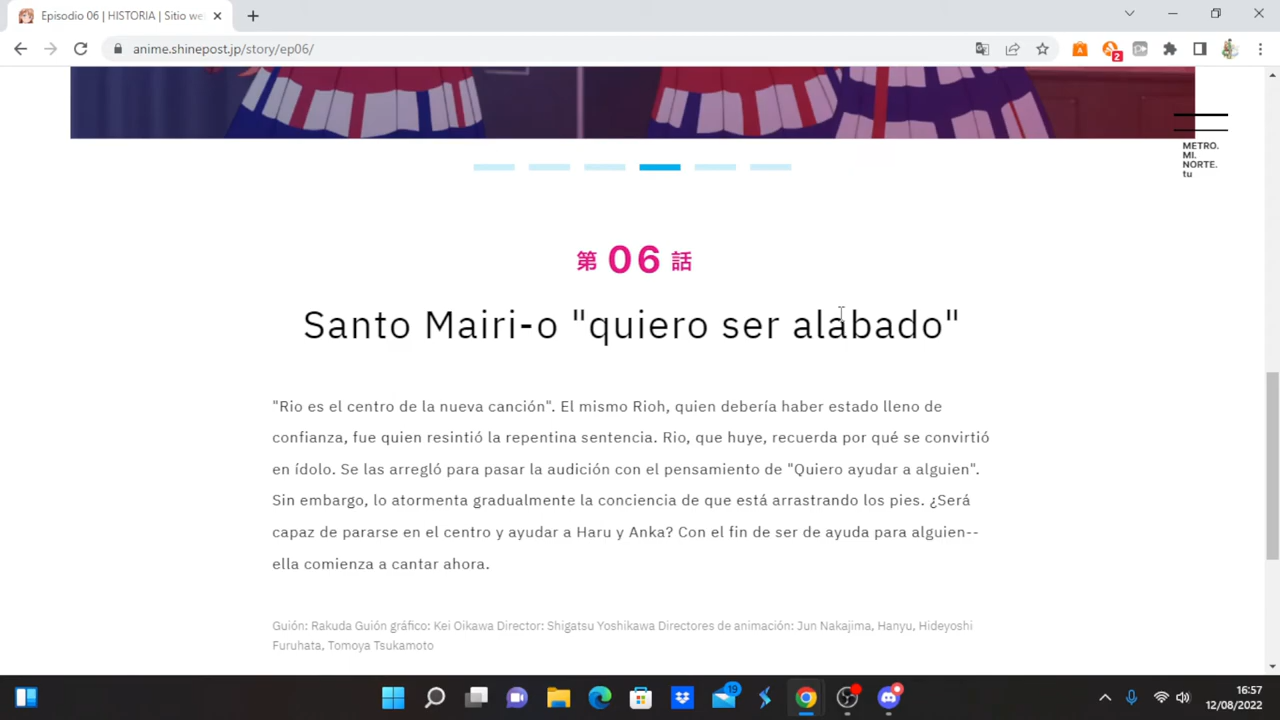 Episodio 06 | HISTORIA | Sitio we
anime.shinepost.jp/story/ep06/
2
METRO.
MI.
NORTE.
tu
第 06 話
Santo Mairi-o "quiero ser alabado"
"Rio es el centro de la nueva canción". El mismo Rioh, quien debería haber estado lleno de
confianza, fue quien resintió la repentina sentencia. Rio, que huye, recuerda por qué se convirtió
en ídolo. Se las arregló para pasar la audición con el pensamiento de "Quiero ayudar a alguien".
Sin embargo, lo atormenta gradualmente la conciencia de que está arrastrando los pies. ¿Será
capaz de pararse en el centro y ayudar a Haru y Anka? Con el fin de ser de ayuda para alguien--
ella comienza a cantar ahora.
Guión: Rakuda Guión gráfico: Kei Oikawa Director: Shigatsu Yoshikawa Directores de animación: Jun Nakajima, Hanyu, Hideyoshi
Furuhata, Tomoya Tsukamoto
19
16:57
12/08/2022